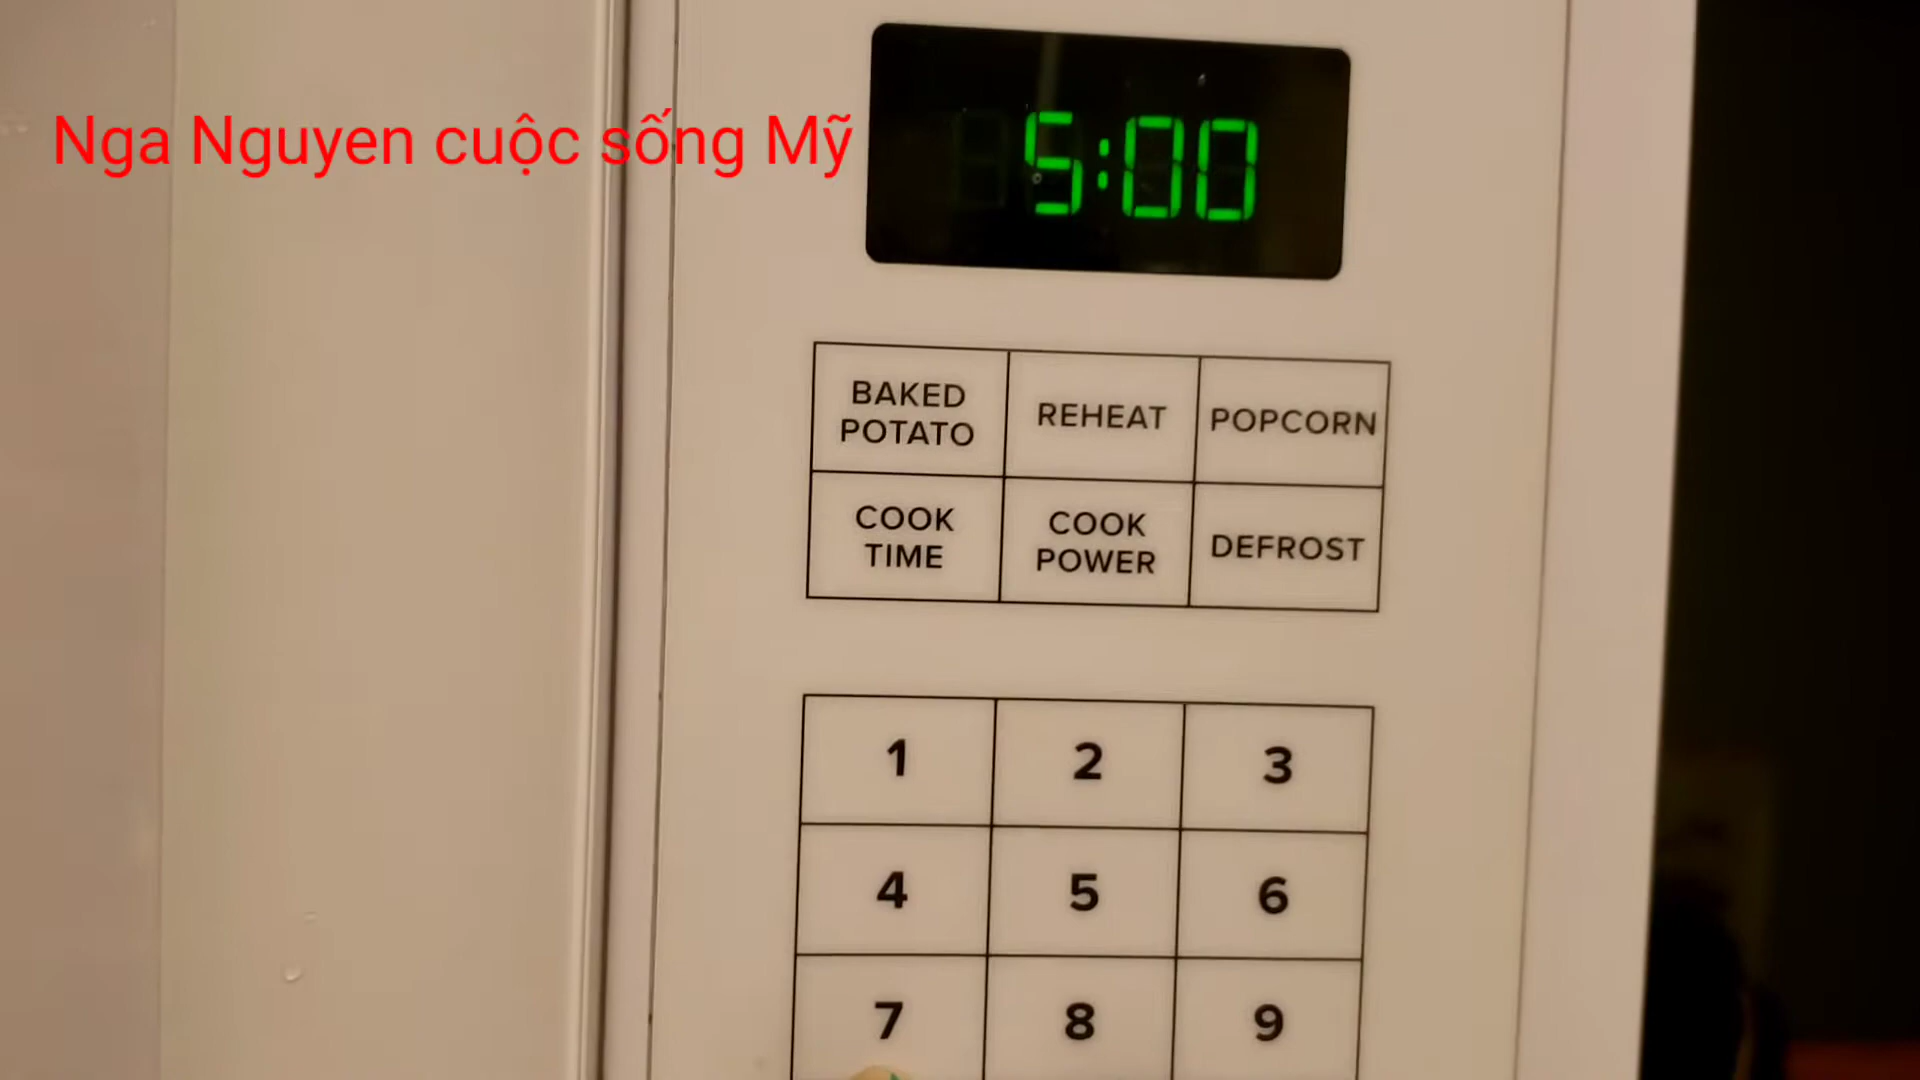 Nga Nguyen cuộc sống Mỹ
5:00
BAKED
POTATO
REHEAT
POPCORN
COOK
TIME
COOK
POWER
DEFROST
1
2
3
4
5
6
7
8
9